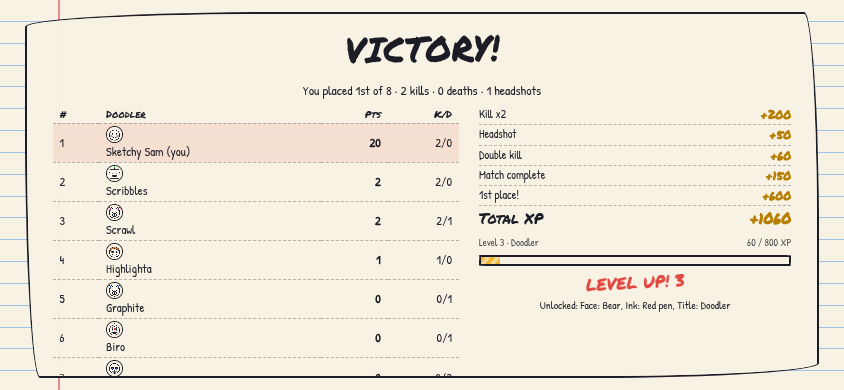 VICTORY!
You placed 1st of 8 · 2 kills · 0 deaths · 1 headshots
# Doodler Pts K/D
1 Sketchy Sam (you) 20 2/0
2 Scribbles 2 2/0
3 Scrawl 2 2/1
4 Highlighta 1 1/0
5 Graphite 0 0/1
6 Biro 0 0/1
Kill x2 +200
Headshot +50
Double kill +60
Match complete +150
1st place! +600
Total XP +1060
Level 3 · Doodler 60 / 800 XP
LEVEL UP! 3
Unlocked: Face: Bear, Ink: Red pen, Title: Doodler